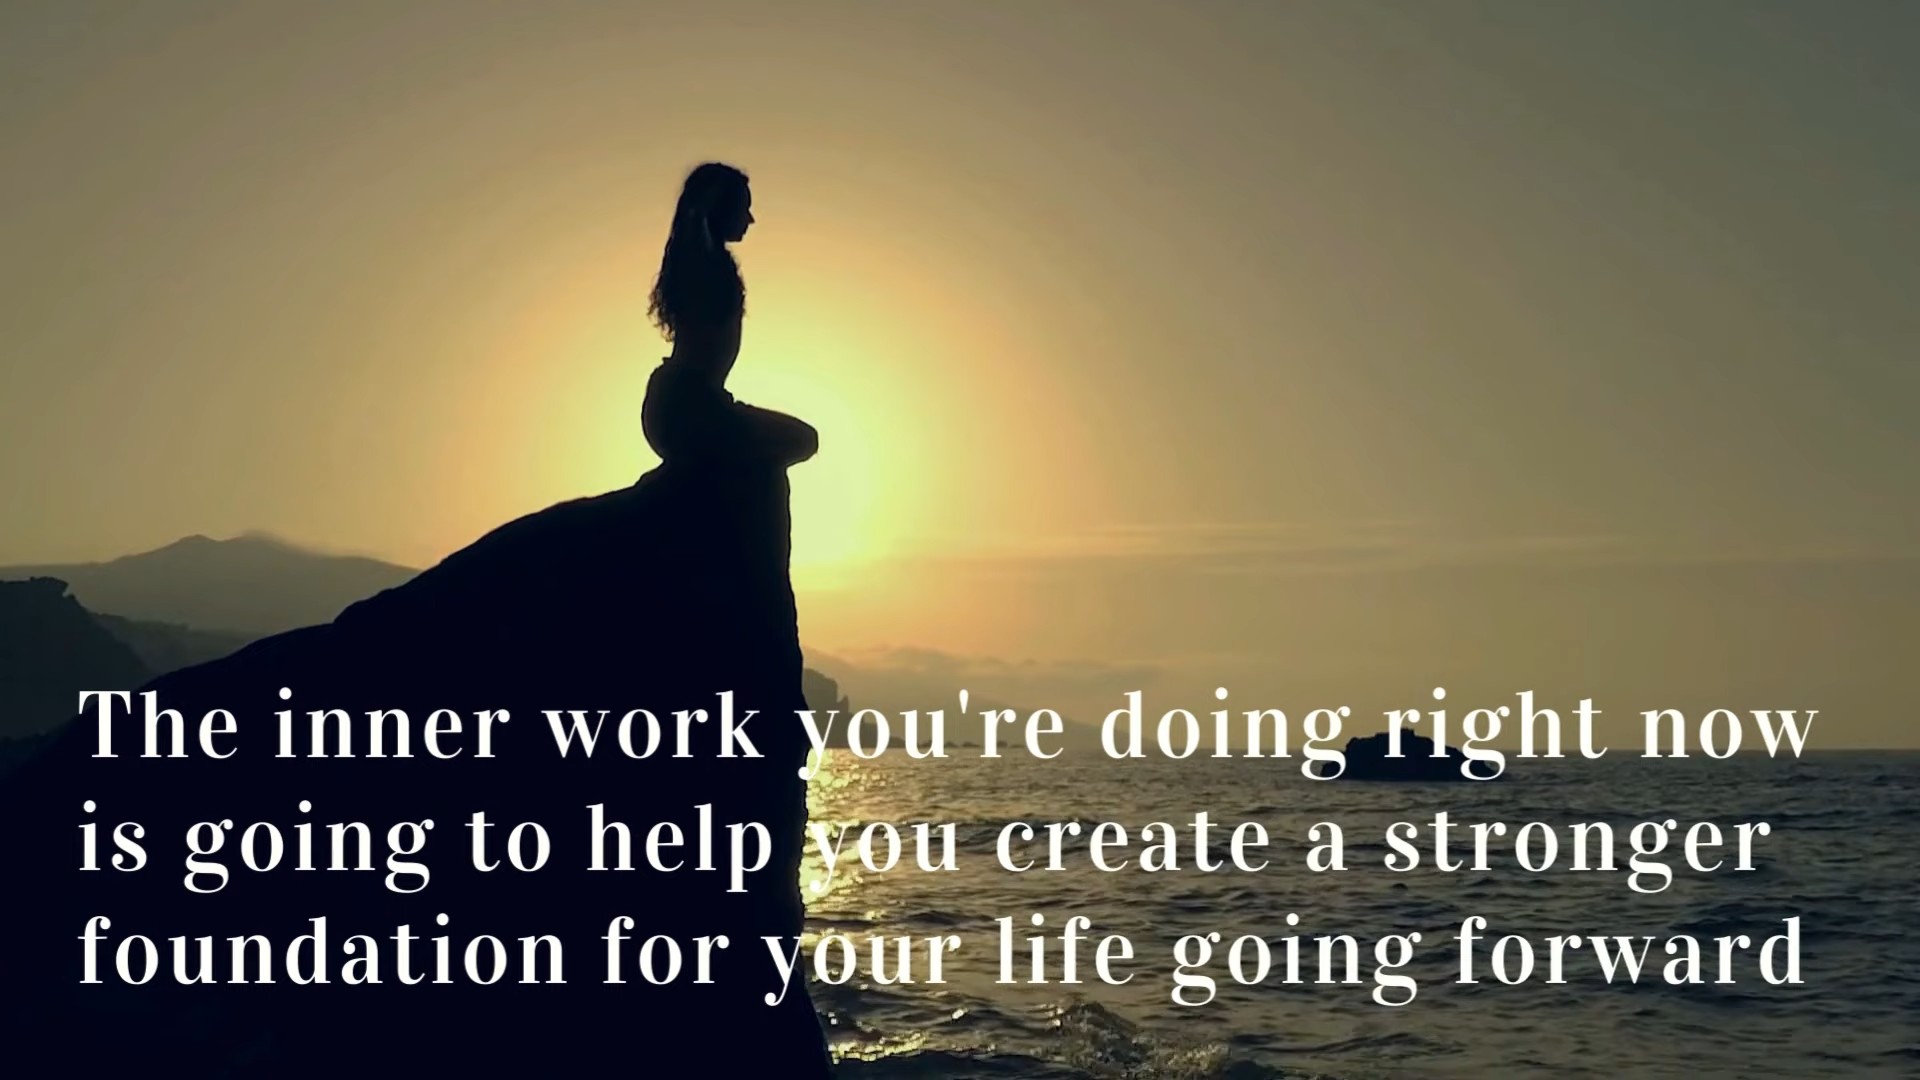 The inner work you're doing right now
is going to help you create a stronger
foundation for your life going forward